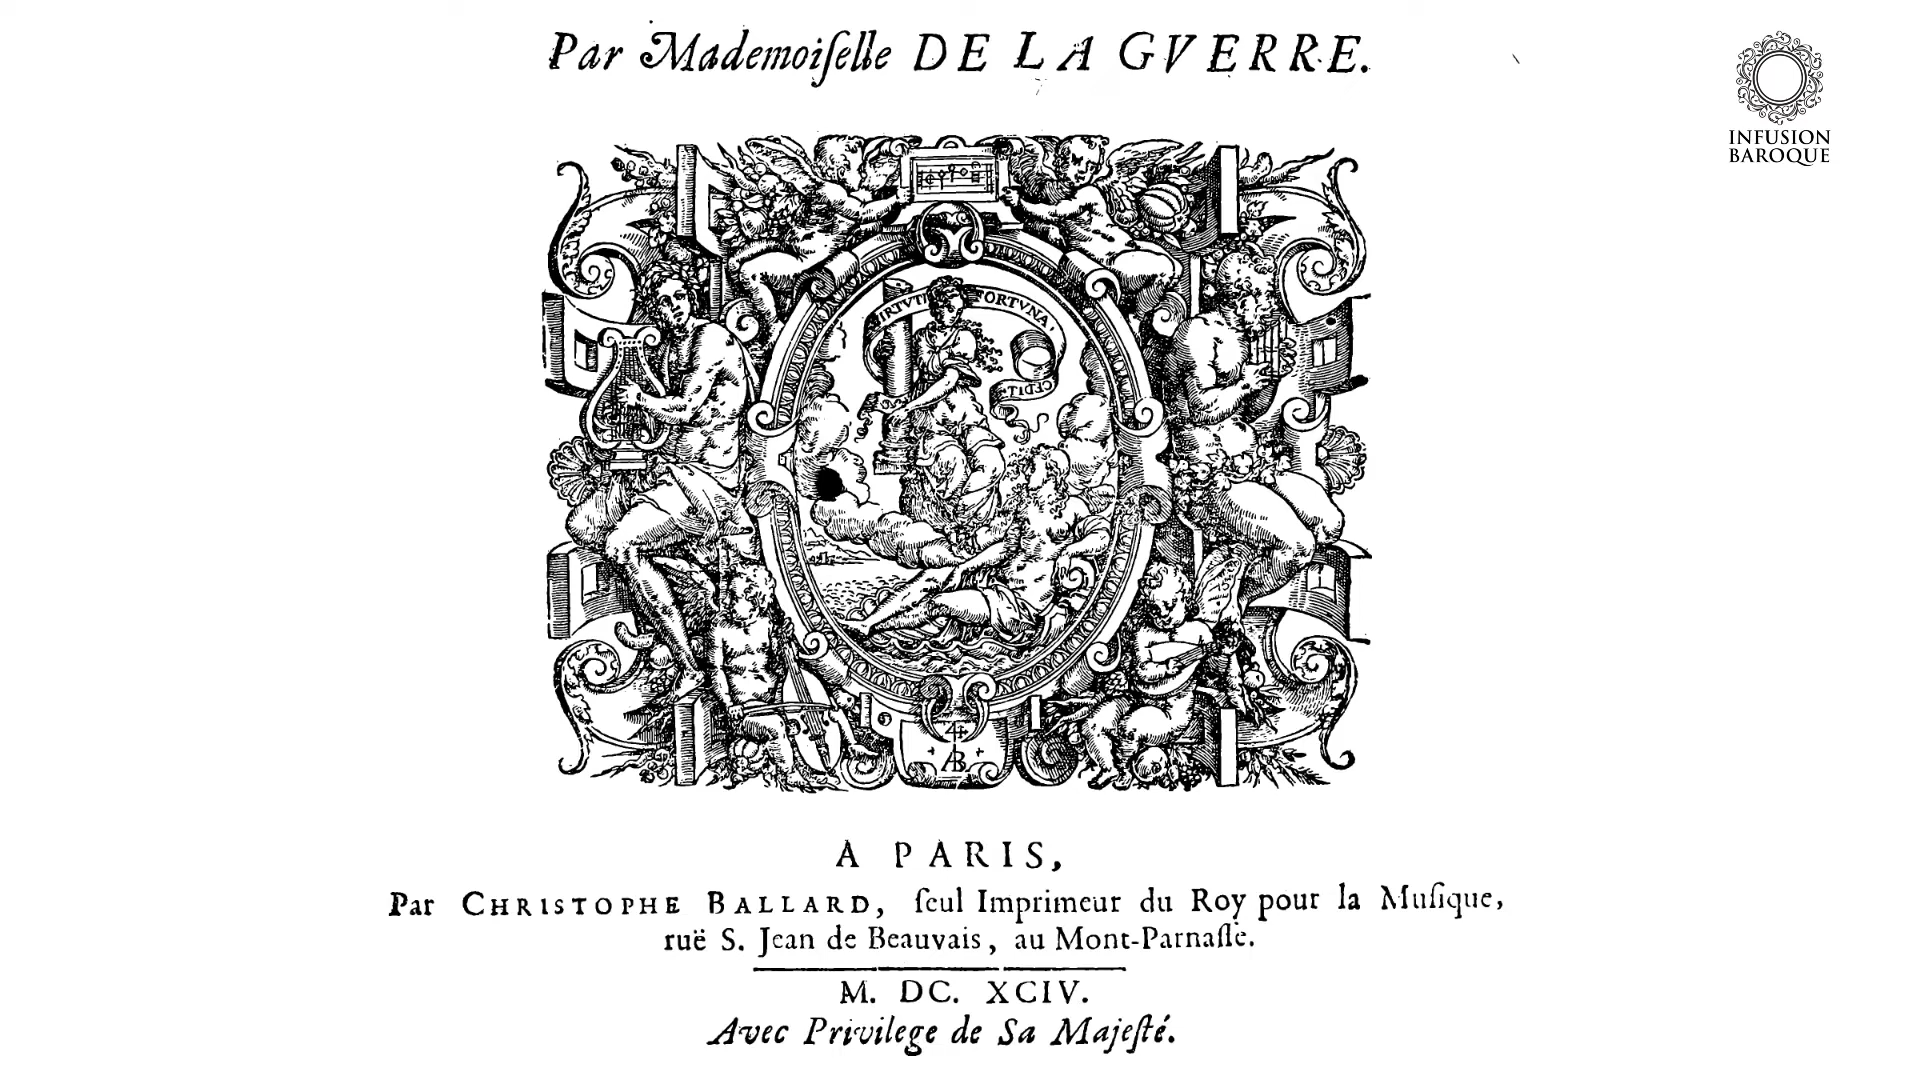 Par Mademoiſelle DE LA GVERRE.
INFUSION
BAROQUE
VIRTVTI FORTVNA
CEDIT
A PARIS,
Par CHRISTOPHE BALLARD, ſeul Imprimeur du Roy pour la Muſique,
ruë S. Jean de Beauvais, au Mont-Parnaſſe.
M. DC. XCIV.
Avec Privilege de Sa Majeſté.